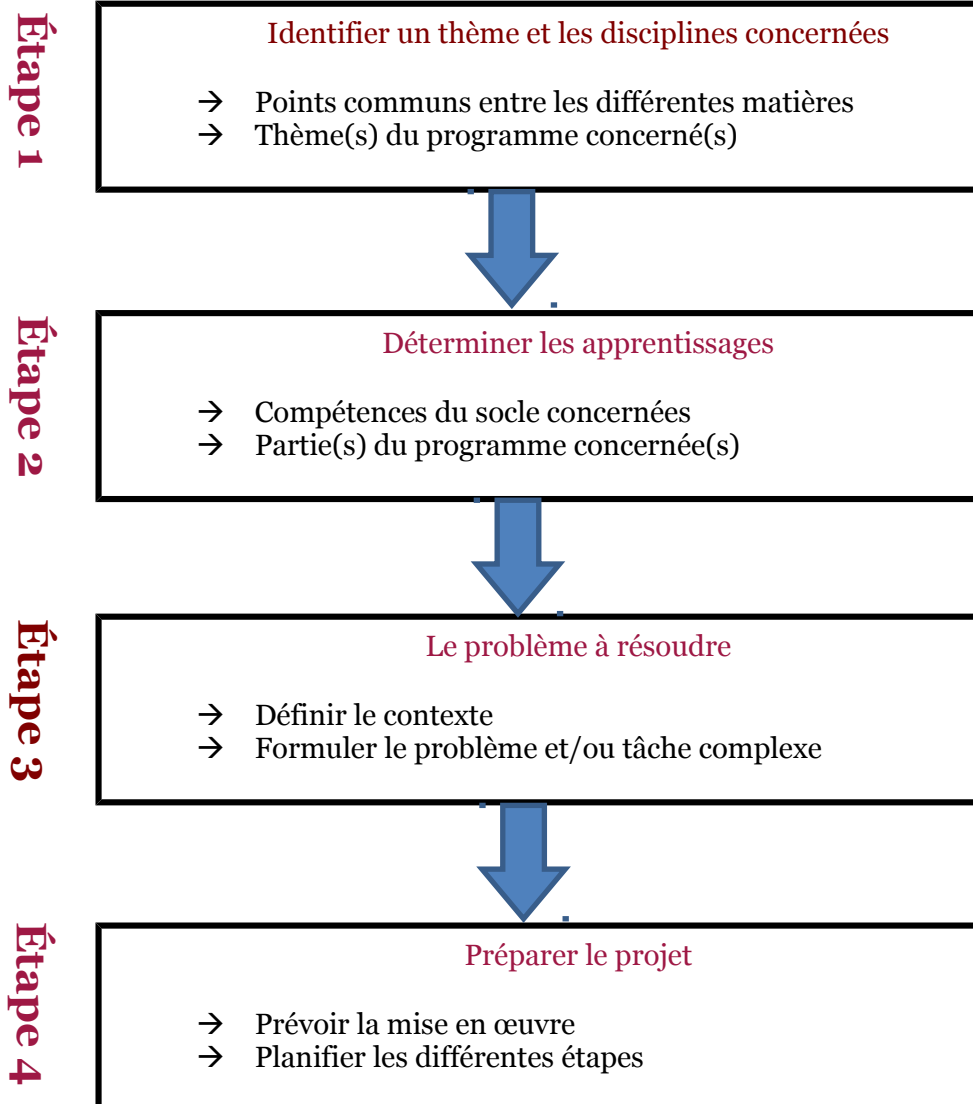 Étape 1
Identifier un thème et les disciplines concernées
→ Points communs entre les différentes matières
→ Thème(s) du programme concerné(s)
Étape 2
Déterminer les apprentissages
→ Compétences du socle concernées
→ Partie(s) du programme concernée(s)
Étape 3
Le problème à résoudre
→ Définir le contexte
→ Formuler le problème et/ou tâche complexe
Étape 4
Préparer le projet
→ Prévoir la mise en œuvre
→ Planifier les différentes étapes